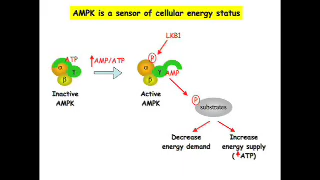 AMPK is a sensor of cellular energy status
LKB1
P
ATP
AMP/ATP
α
γ
β
α
γ
β
AMP
Inactive
AMPK
Active
AMPK
P
substrates
Decrease
energy demand
Increase
energy supply
(ATP)